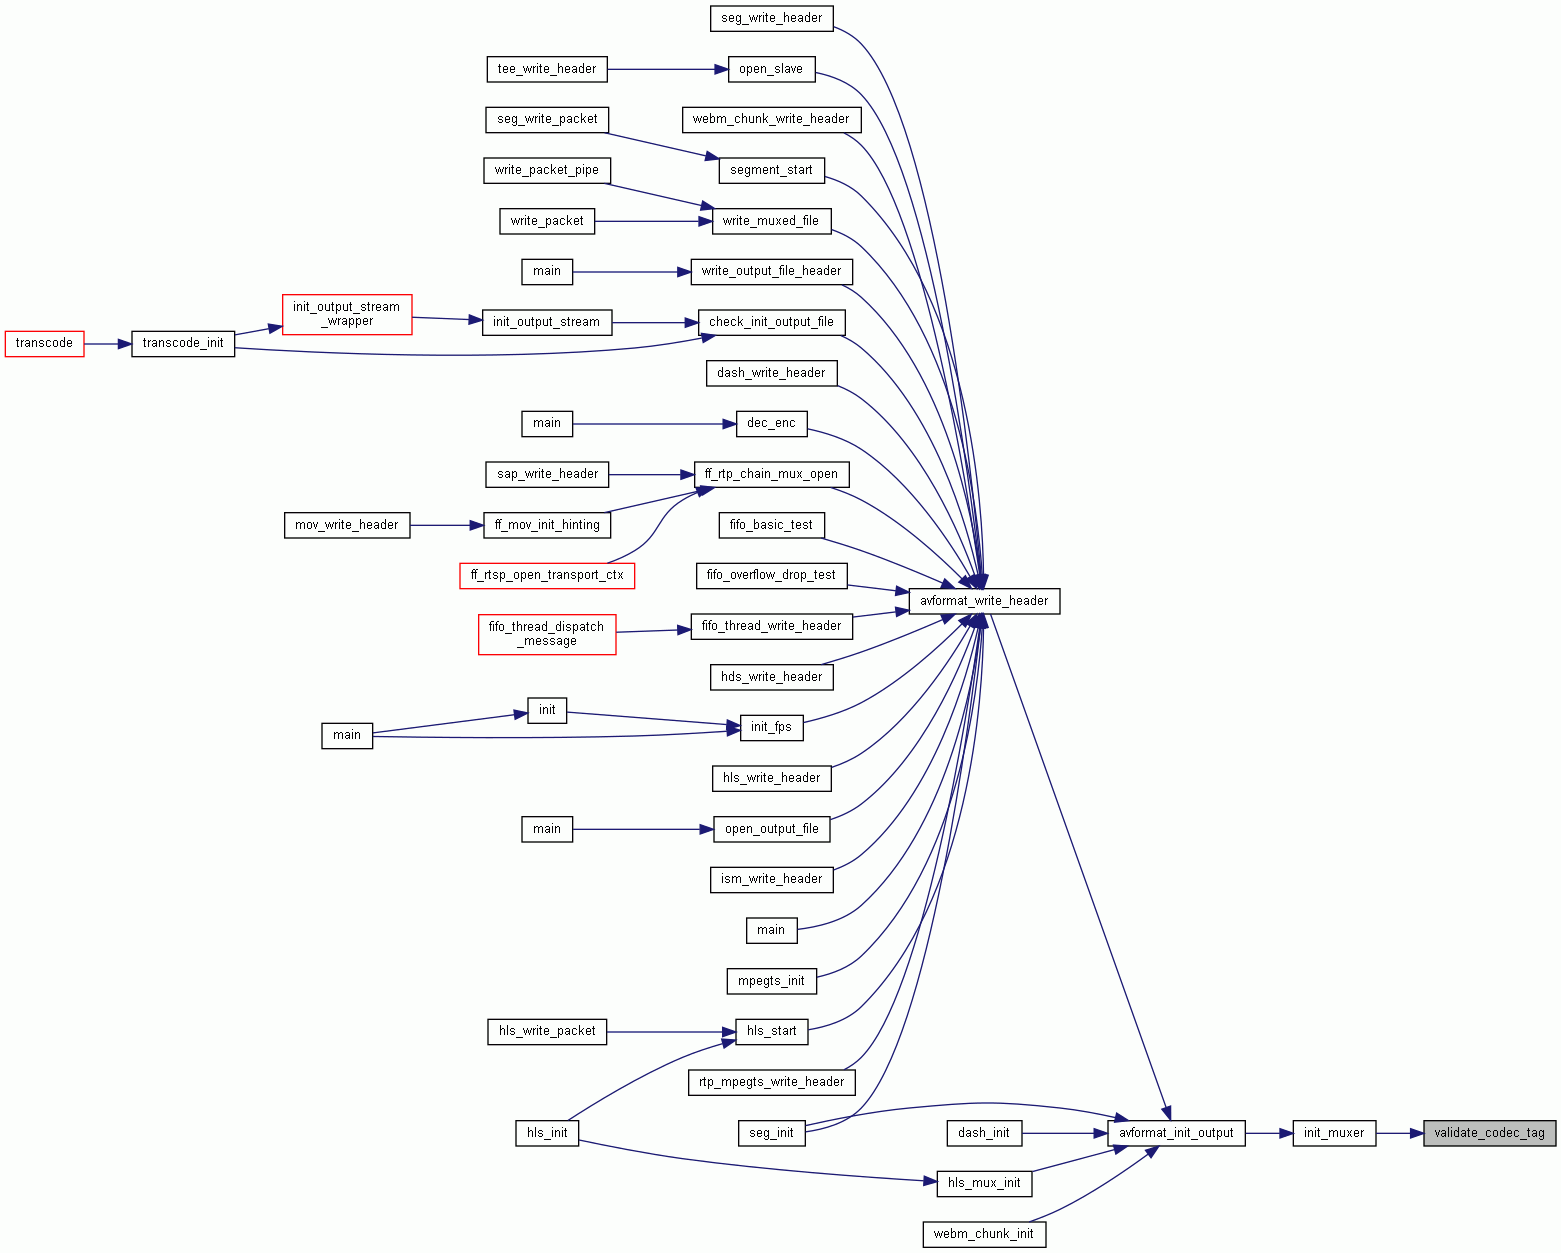 seg_write_header
tee_write_header
open_slave
seg_write_packet
webm_chunk_write_header
write_packet_pipe
segment_start
write_packet
write_muxed_file
main
write_output_file_header
init_output_stream
_wrapper
init_output_stream
check_init_output_file
transcode
transcode_init
dash_write_header
main
dec_enc
sap_write_header
ff_rtp_chain_mux_open
mov_write_header
ff_mov_init_hinting
fifo_basic_test
ff_rtsp_open_transport_ctx
fifo_overflow_drop_test
avformat_write_header
fifo_thread_dispatch
_message
fifo_thread_write_header
hds_write_header
init
main
init_fps
hls_write_header
main
open_output_file
ism_write_header
main
mpegts_init
hls_write_packet
hls_start
rtp_mpegts_write_header
hls_init
seg_init
dash_init
avformat_init_output
init_muxer
validate_codec_tag
hls_mux_init
webm_chunk_init